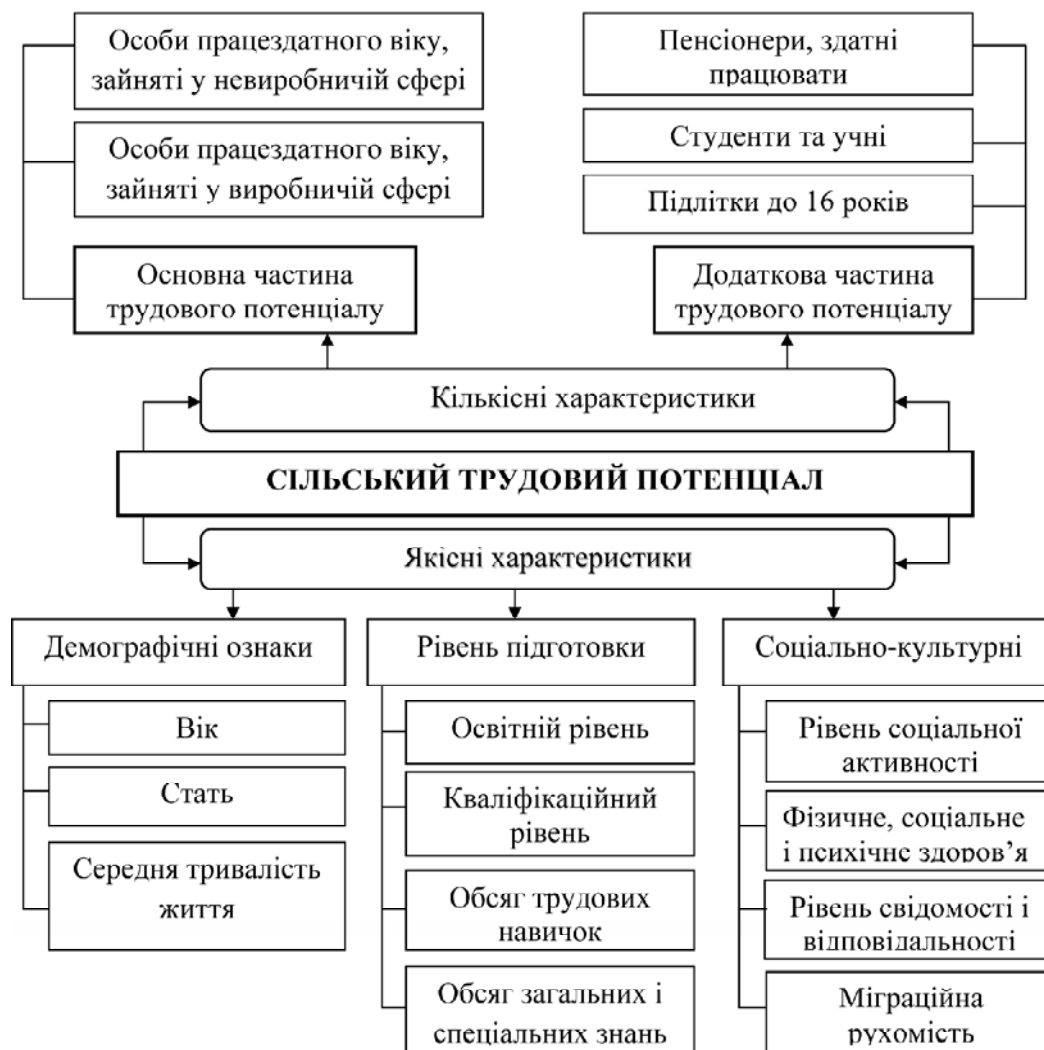 Особи працездатного віку,
зайняті у невиробничій сфері
Особи працездатного віку,
зайняті у виробничій сфері
Основна частина
трудового потенціалу
Пенсіонери, здатні
працювати
Студенти та учні
Підлітки до 16 років
Додаткова частина
трудового потенціалу
Кількісні характеристики
СІЛЬСЬКИЙ ТРУДОВИЙ ПОТЕНЦІАЛ
Якісні характеристики
Демографічні ознаки
Вік
Стать
Середня тривалість
життя
Рівень підготовки
Освітній рівень
Кваліфікаційний
рівень
Обсяг трудових
навичок
Обсяг загальних і
спеціальних знань
Соціально-культурні
Рівень соціальної
активності
Фізичне, соціальне
і психічне здоров’я
Рівень свідомості і
відповідальності
Міграційна
рухомість